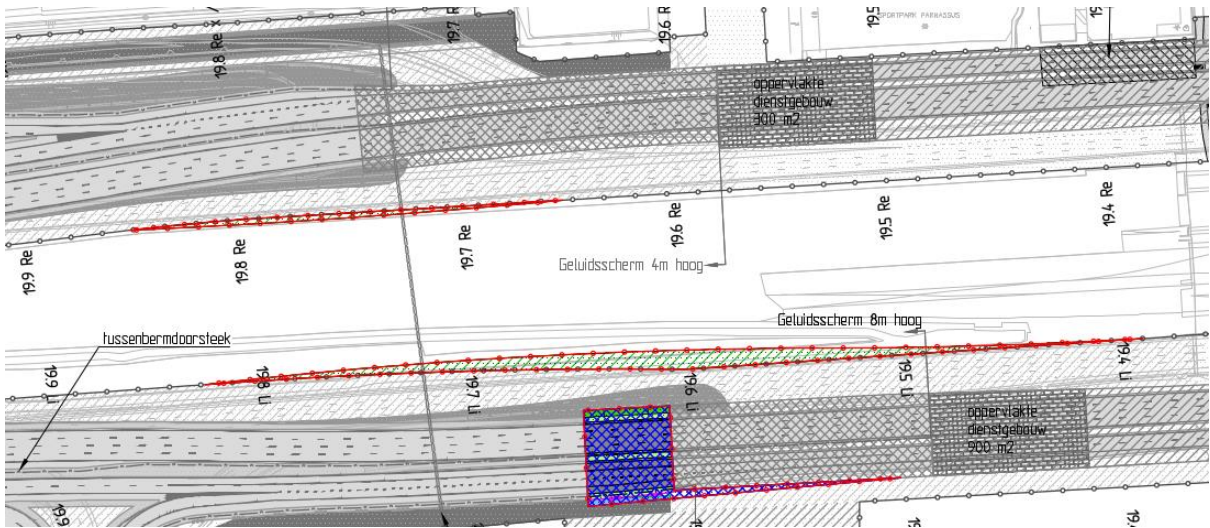 19.8 Re
19.7 Re
19.6 Re
SPORTPARK PARNASSUS
oppervlakte
dienstgebouw
300 m2
19.9 Re
19.8 Re
19.7 Re
19.6 Re
19.5 Re
19.4 Re
Geluidsscherm 4m hoog
Geluidsscherm 8m hoog
tussenbermdoorsteek
19.9 Li
19.8 Li
19.7 Li
19.6 Li
19.5 Li
19.4 Li
oppervlakte
dienstgebouw
900 m2